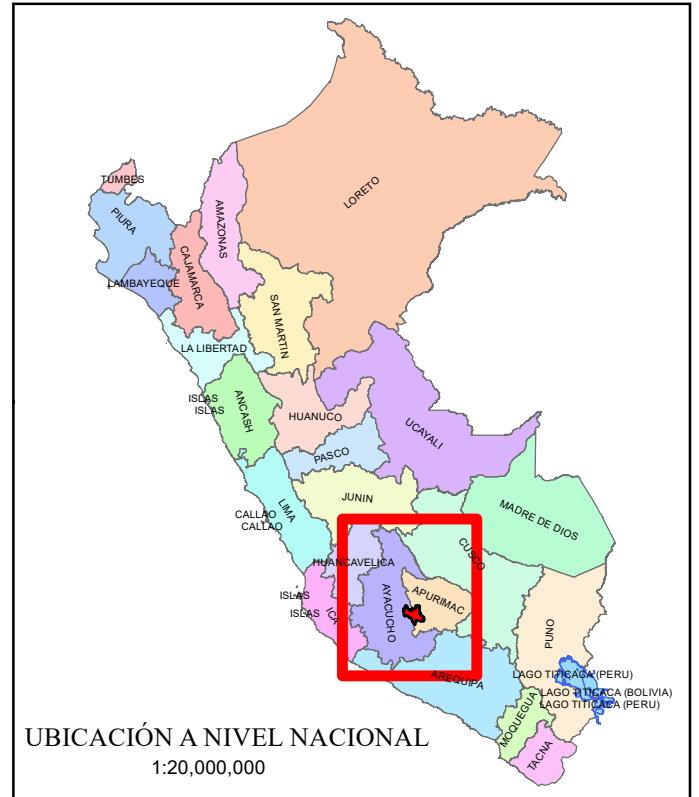 TUMBES
PIURA
LAMBAYEQUE
CAJAMARCA
AMAZONAS
LORETO
SAN MARTIN
LA LIBERTAD
ISLAS
ISLAS
ANCASH
HUANUCO
UCAYALI
PASCO
JUNIN
LIMA
CALLAO
CALLAO
MADRE DE DIOS
CUSCO
HUANCAVELICA
ISLAS
ISLAS
ICA
AYACUCHO
APURIMAC
PUNO
AREQUIPA
LAGO TITICACA (PERU)
LAGO TITICACA (BOLIVIA)
LAGO TITICACA (PERU)
MOQUEGUA
TACNA
UBICACIÓN A NIVEL NACIONAL
1:20,000,000